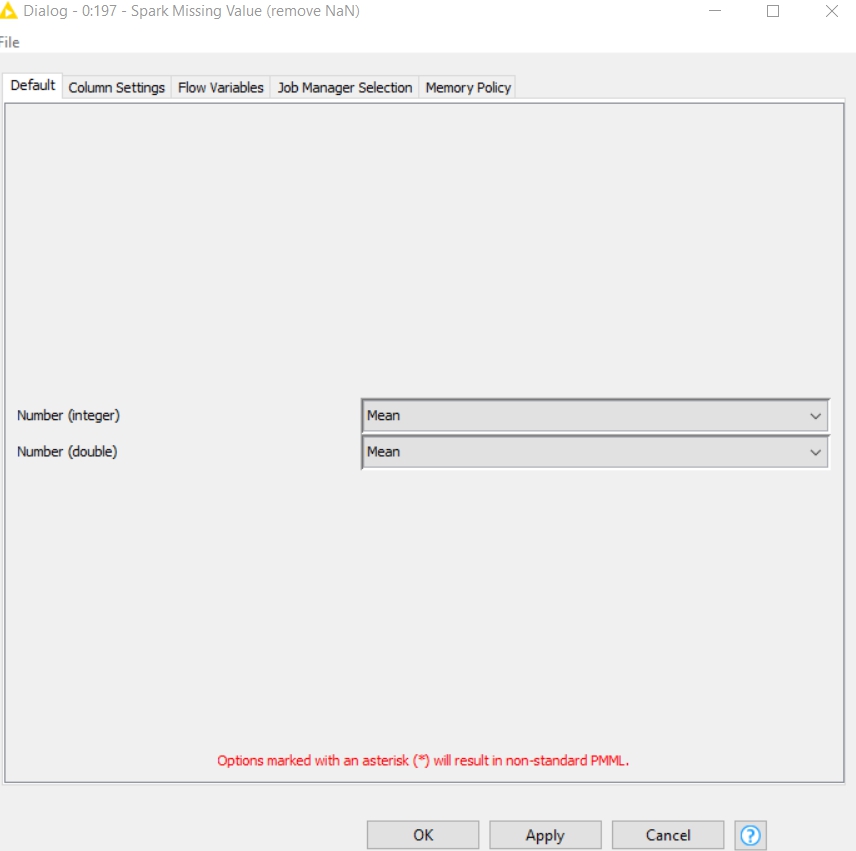 Dialog - 0:197 - Spark Missing Value (remove NaN)
File
Default Column Settings Flow Variables Job Manager Selection Memory Policy
Number (integer) Mean
Number (double) Mean
Options marked with an asterisk (*) will result in non-standard PMML.
OK Apply Cancel ?